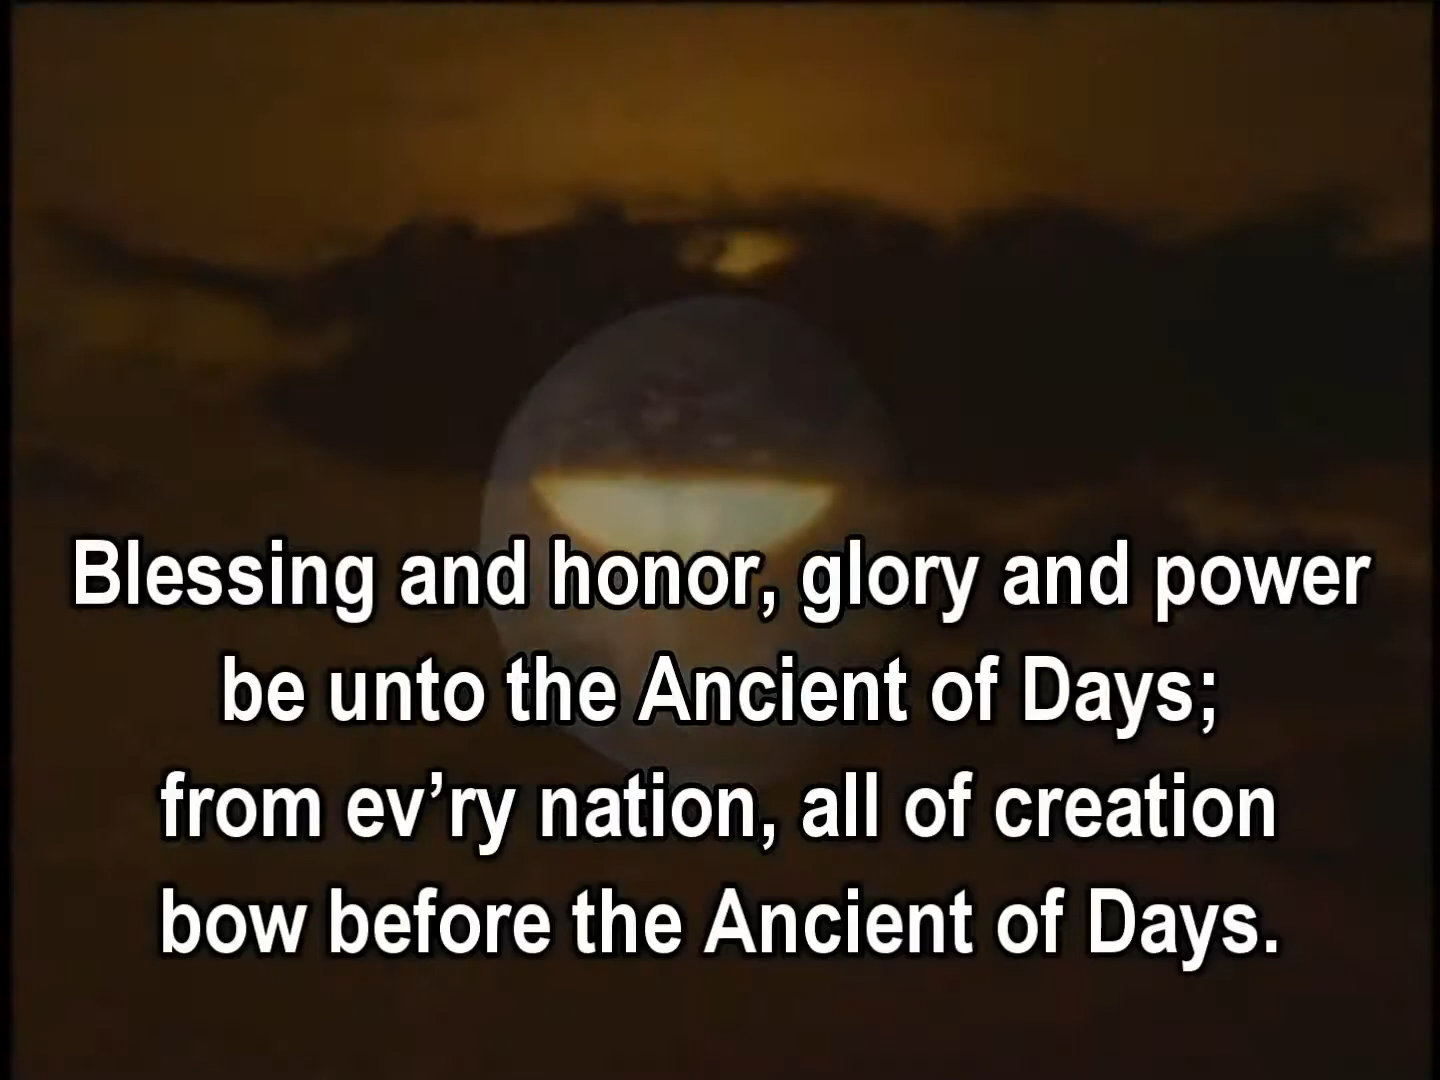 Blessing and honor, glory and power
be unto the Ancient of Days;
from ev’ry nation, all of creation
bow before the Ancient of Days.